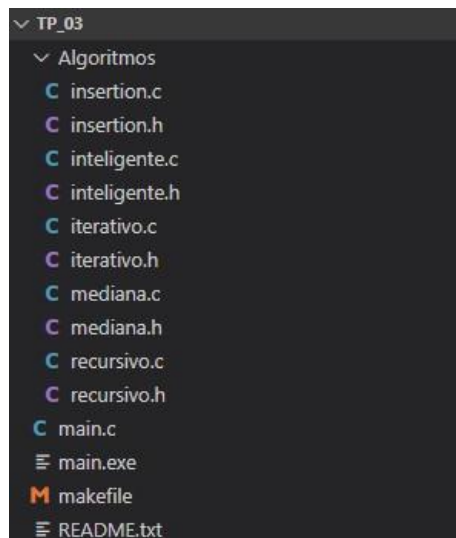 TP_03
Algoritmos
C insertion.c
C insertion.h
C inteligente.c
C inteligente.h
C iterativo.c
C iterativo.h
C mediana.c
C mediana.h
C recursivo.c
C recursivo.h
C main.c
main.exe
M makefile
README.txt